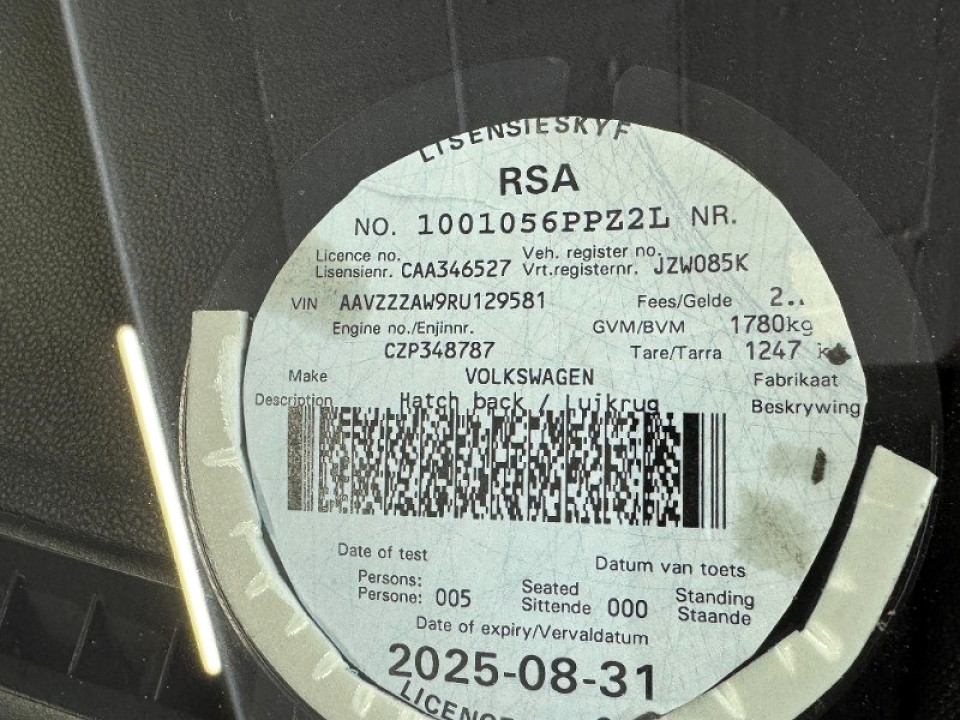 LISENSIESKYF
RSA
NO. 1001056PPZ2L NR.
Licence no. Veh. register no.
Lisensienr. CAA346527 Vrt.registernr. JZW085K
VIN AAVZZZAW9RU129581 Fees/Gelde 2..
Engine no./Enjinnr. GVM/BVM 1780kg
CZP348787 Tare/Tarra 1247
Make VOLKSWAGEN Fabrikaat
Description Hatch back / Luikrug Beskrywing
Date of test Datum van toets
Persons: Seated Standing
Persone: 005 Sittende 000 Staande
Date of expiry/Vervaldatum
2025-08-31